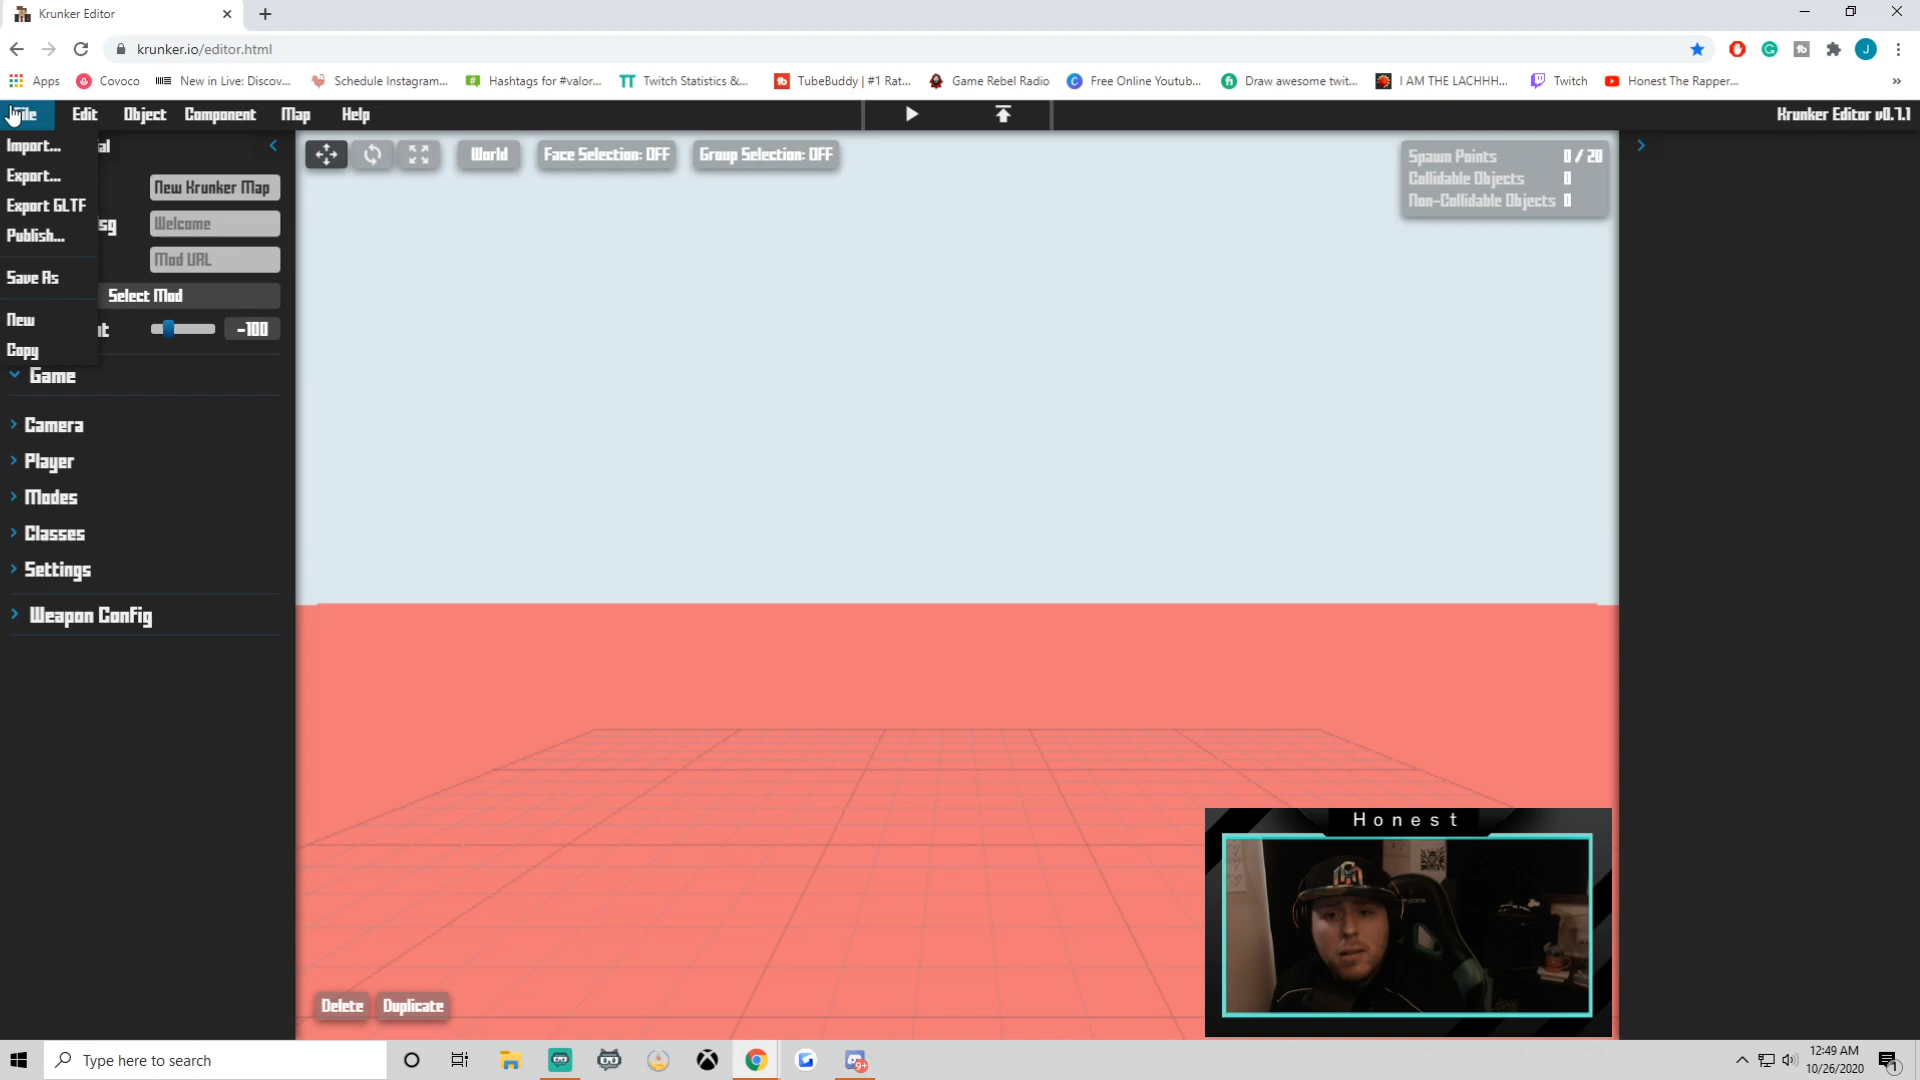 Krunker Editor
krunker.io/editor.html
Apps Covoco New in Live: Discov... Schedule Instagram... Hashtags for #valor... Twitch Statistics &... TubeBuddy | #1 Rat... Game Rebel Radio Free Online Youtub... Draw awesome twit... I AM THE LACHHH... Twitch Honest The Rapper...
Edit Object Component Map Help Krunker Editor v0.7.1
Import...
Export...
Export GLTF
Publish...
Save As
New
Copy
New Krunker Map
Welcome
Mod URL
Select Mod
-100
Game
Camera
Player
Modes
Classes
Settings
Weapon Config
World Face Selection: OFF Group Selection: OFF
Spawn Points 0 / 20
Collidable Objects 0
Non-Collidable Objects 0
Honest
Delete Duplicate
Type here to search
9+
12:49 AM
10/26/2020
1